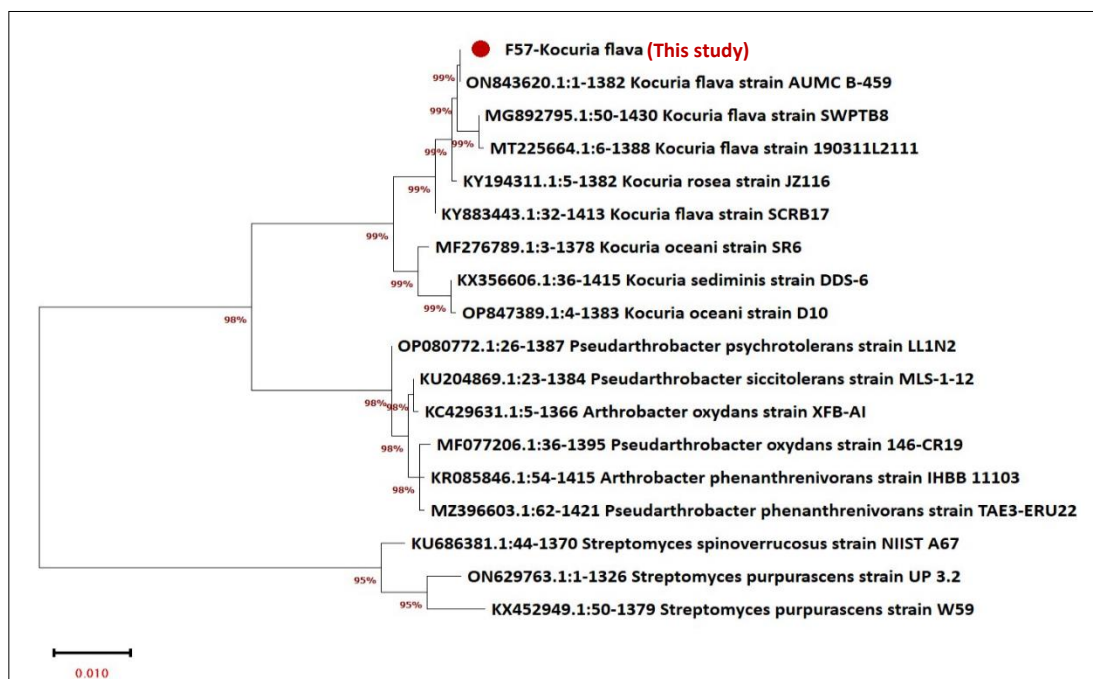 F57-Kocuria flava (This study)
99%
ON843620.1:1-1382 Kocuria flava strain AUMC B-459
99%
MG892795.1:50-1430 Kocuria flava strain SWPTB8
99% 99%
MT225664.1:6-1388 Kocuria flava strain 190311L2111
99%
KY194311.1:5-1382 Kocuria rosea strain JZ116
KY883443.1:32-1413 Kocuria flava strain SCRB17
99%
MF276789.1:3-1378 Kocuria oceani strain SR6
99%
KX356606.1:36-1415 Kocuria sediminis strain DDS-6
99% 99%
OP847389.1:4-1383 Kocuria oceani strain D10
98%
OP080772.1:26-1387 Pseudarthrobacter psychrotolerans strain LL1N2
KU204869.1:23-1384 Pseudarthrobacter siccitolerans strain MLS-1-12
98% 98%
KC429631.1:5-1366 Arthrobacter oxydans strain XFB-AI
MF077206.1:36-1395 Pseudarthrobacter oxydans strain 146-CR19
98%
KR085846.1:54-1415 Arthrobacter phenanthrenivorans strain IHBB 11103
98%
MZ396603.1:62-1421 Pseudarthrobacter phenanthrenivorans strain TAE3-ERU22
KU686381.1:44-1370 Streptomyces spinoverrucosus strain NIIST A67
95%
ON629763.1:1-1326 Streptomyces purpurascens strain UP 3.2
95%
KX452949.1:50-1379 Streptomyces purpurascens strain W59
0.010